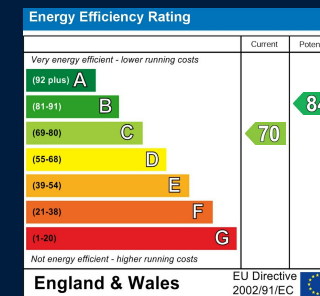 Energy Efficiency Rating
Current
Very energy efficient - lower running costs
(92 plus) A
(81-91) B
84
(69-80) C
70
(55-68) D
(39-54) E
(21-38) F
(1-20) G
Not energy efficient - higher running costs
England & Wales
EU Directive
2002/91/EC